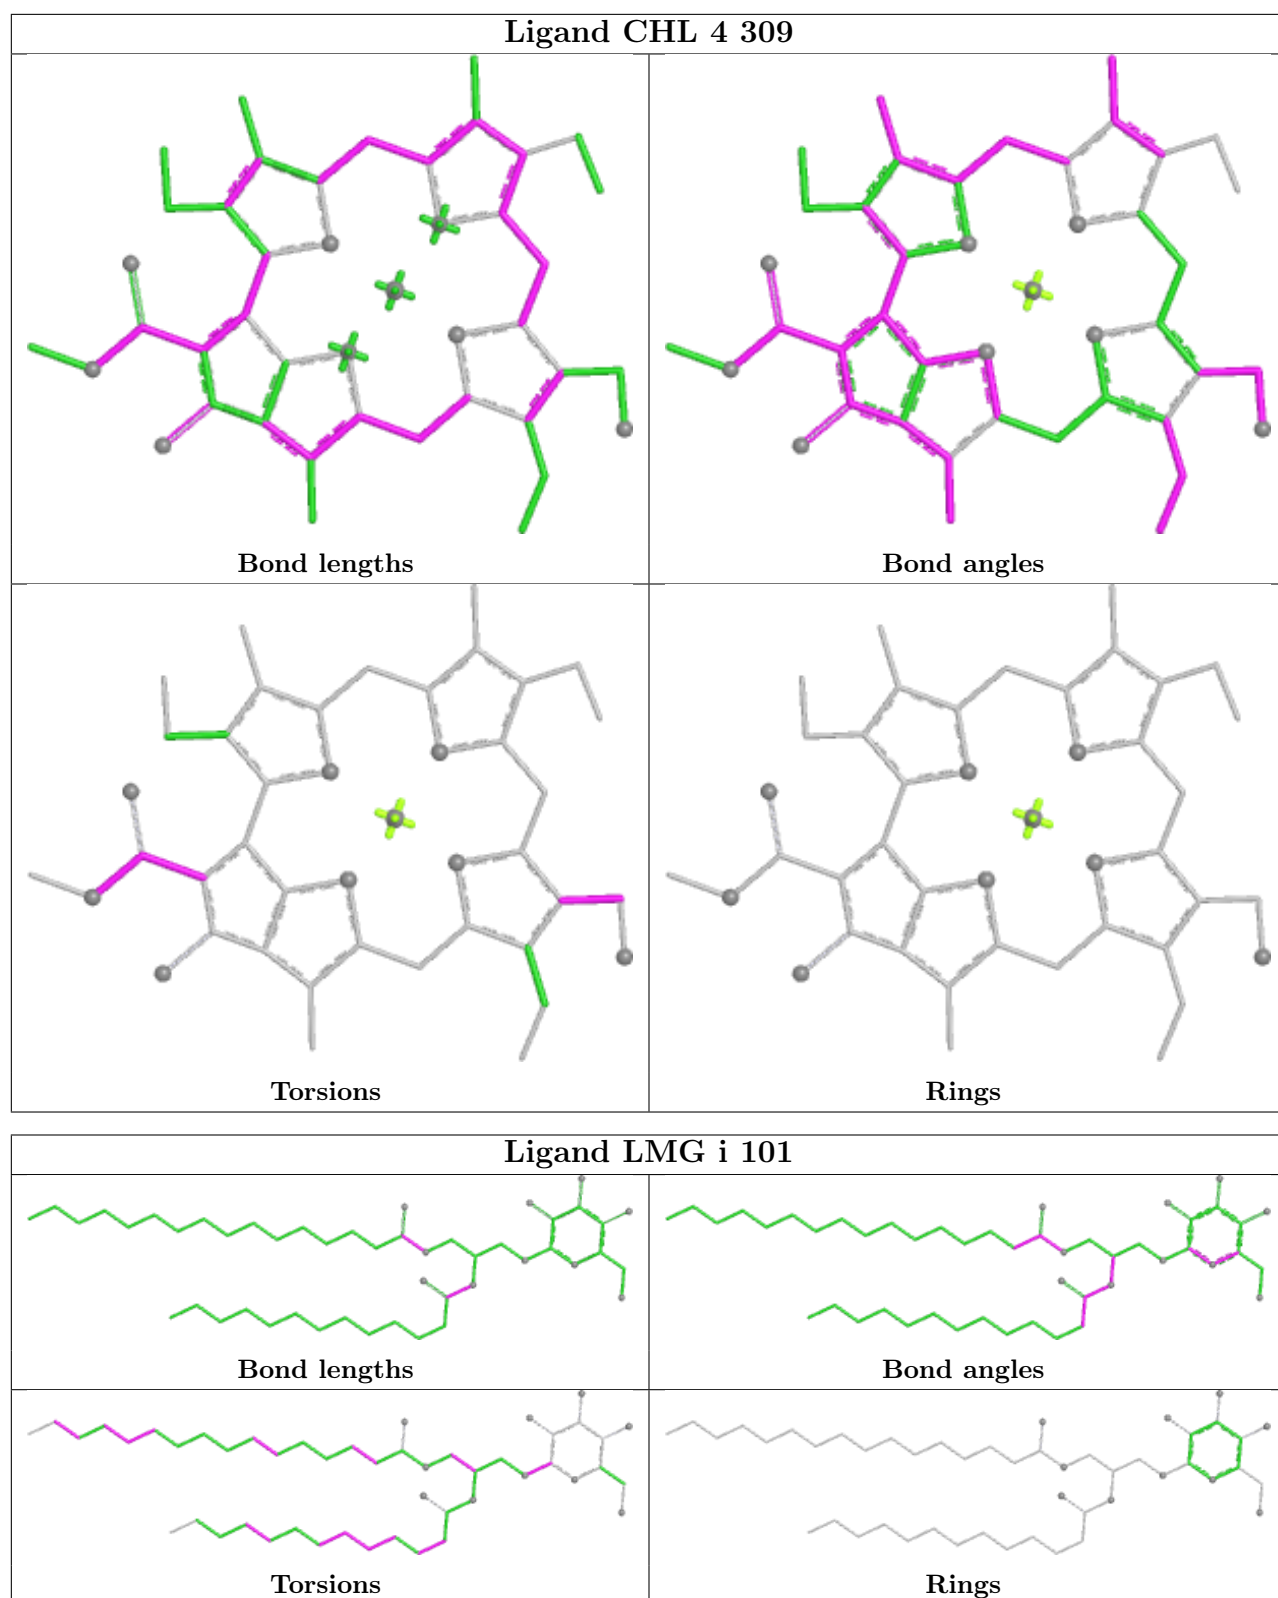 Ligand CHL 4 309
Bond lengths
Bond angles
Torsions
Rings
Ligand LMG i 101
Bond lengths
Bond angles
Torsions
Rings